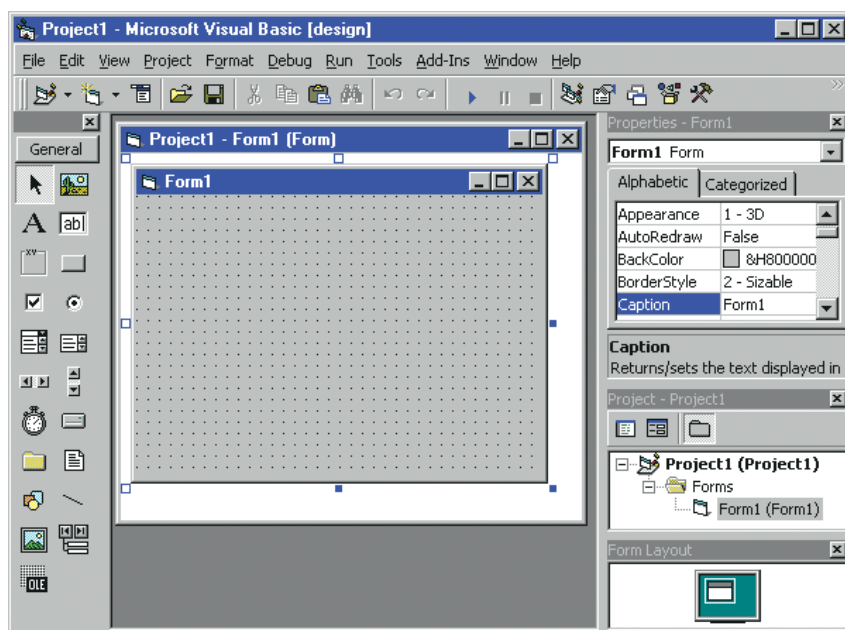 Project1 - Microsoft Visual Basic [design]
File Edit View Project Format Debug Run Tools Add-Ins Window Help
General
A
ab|
XY
OLE
Project1 - Form1 (Form)
Form1
Properties - Form1
Form1 Form
Alphabetic Categorized
Appearance 1 - 3D
AutoRedraw False
BackColor &H800000
BorderStyle 2 - Sizable
Caption Form1
Caption
Returns/sets the text displayed in
Project - Project1
Project1 (Project1)
Forms
Form1 (Form1)
Form Layout